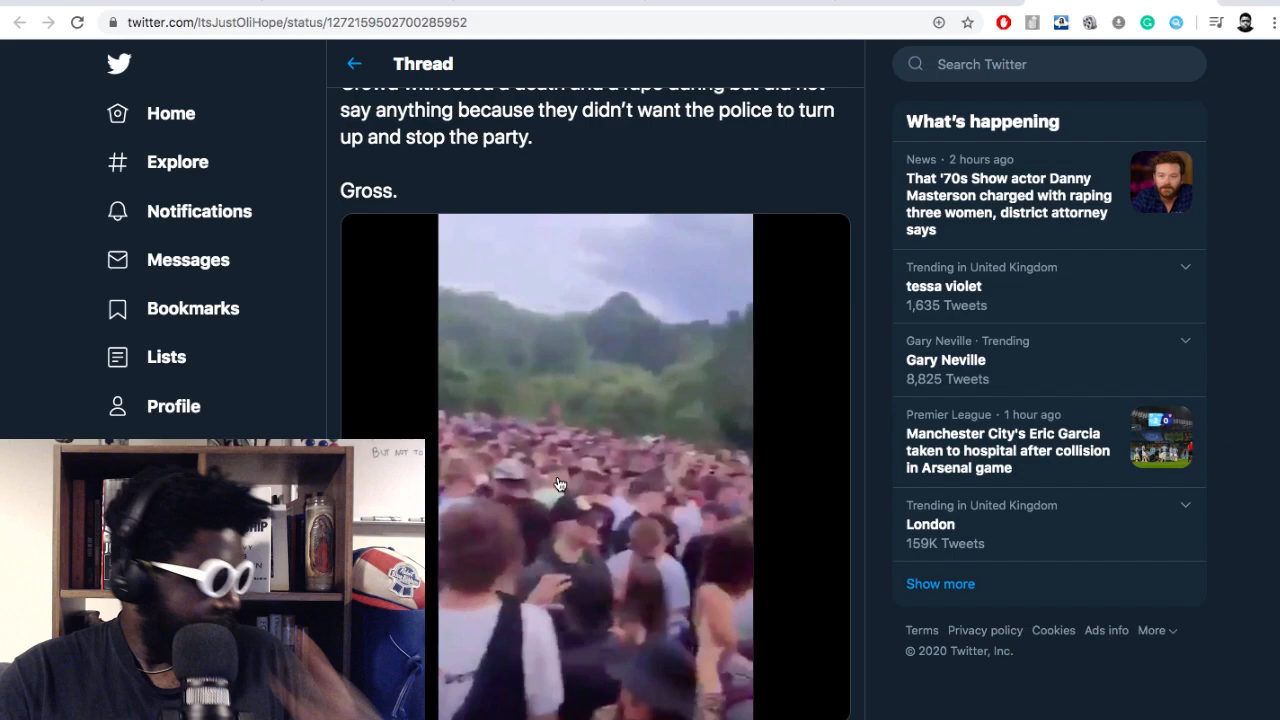 twitter.com/ItsJustOliHope/status/1272159502700285952
Thread
Search Twitter
Home
Explore
Notifications
Messages
Bookmarks
Lists
Profile
say anything because they didn’t want the police to turn
up and stop the party.
Gross.
What’s happening
News · 2 hours ago
That '70s Show actor Danny
Masterson charged with raping
three women, district attorney
says
Trending in United Kingdom
tessa violet
1,635 Tweets
Gary Neville · Trending
Gary Neville
8,825 Tweets
Premier League · 1 hour ago
Manchester City's Eric Garcia
taken to hospital after collision
in Arsenal game
Trending in United Kingdom
London
159K Tweets
Show more
Terms Privacy policy Cookies Ads info More
© 2020 Twitter, Inc.
BUT NOT TO